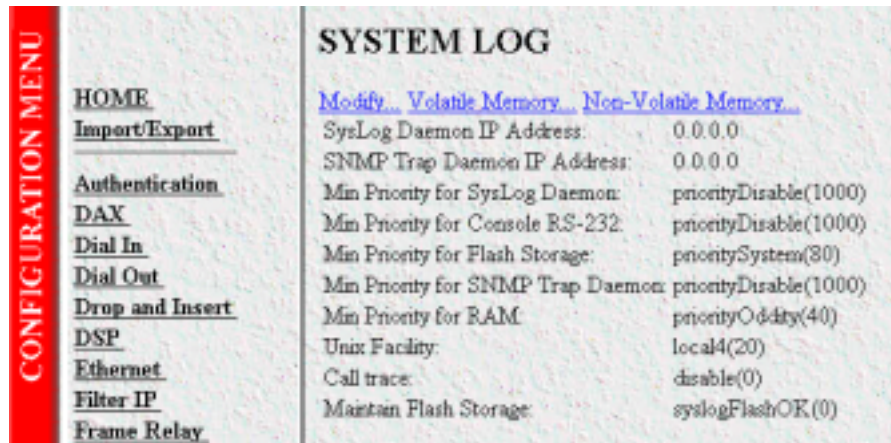 CONFIGURATION MENU
HOME
Import/Export
Authentication
DAX
Dial In
Dial Out
Drop and Insert
DSP
Ethernet
Filter IP
Frame Relay
SYSTEM LOG
Modify... Volatile Memory... Non-Volatile Memory...
SysLog Daemon IP Address: 0.0.0.0
SNMP Trap Daemon IP Address: 0.0.0.0
Min Priority for SysLog Daemon: priorityDisable(1000)
Min Priority for Console RS-232: priorityDisable(1000)
Min Priority for Flash Storage: prioritySystem(80)
Min Priority for SNMP Trap Daemon: priorityDisable(1000)
Min Priority for RAM: priorityOddity(40)
Unix Facility: local4(20)
Call trace: disable(0)
Maintain Flash Storage: syslogFlashOK(0)